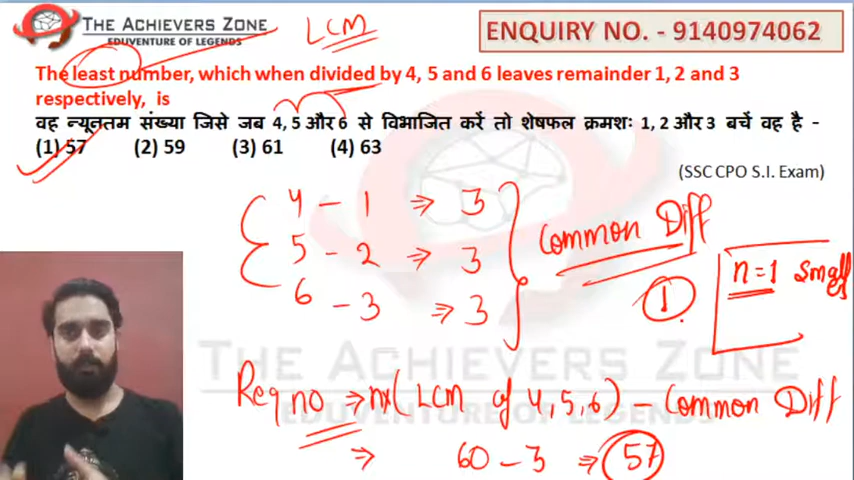 THE ACHIEVERS ZONE
EDUVENTURE OF LEGENDS
LCM
ENQUIRY NO. - 9140974062
The least number, which when divided by 4, 5 and 6 leaves remainder 1, 2 and 3
respectively, is
वह न्यूनतम संख्या जिसे जब 4, 5 और 6 से विभाजित करें तो शेषफल क्रमशः 1, 2 और 3 बचें वह है -
(1) 57 (2) 59 (3) 61 (4) 63
(SSC CPO S.I. Exam)
4 - 1 ⇒ 3
5 - 2 ⇒ 3
6 - 3 ⇒ 3
Common Diff
1
n = 1 smallest
THE ACHIEVERS ZONE
EDUVENTURE OF LEGENDS
Req no ⇒ nx (LCM of 4, 5, 6) - Common Diff
⇒ 60 - 3 ⇒ 57